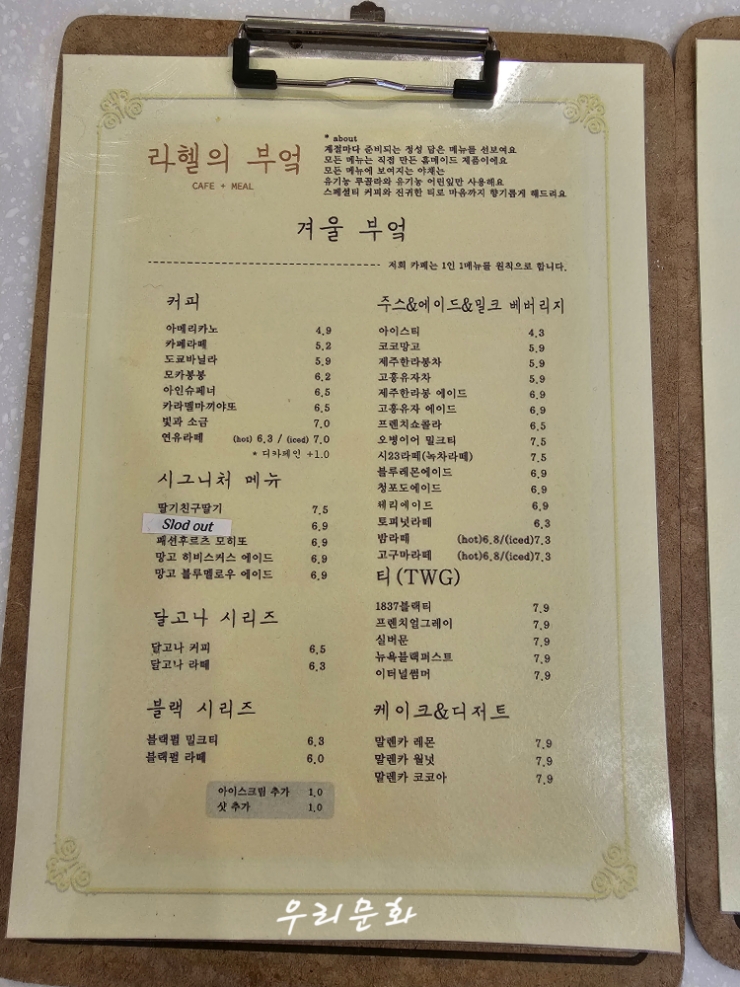 라헬의 부엌
CAFE + MEAL
* about
계절마다 준비되는 정성 담은 메뉴를 선보여요
모든 메뉴는 직접 만든 홈메이드 제품이에요
모든 메뉴에 보여지는 야채는
유기농 루꼴라와 유기농 어린잎만 사용해요
스페셜티 커피와 진귀한 티로 마음까지 향기롭게 해드려요
겨울 부엌
저희 카페는 1인 1메뉴를 원칙으로 합니다.
커피
아메리카노 4.9
카페라떼 5.2
도쿄바닐라 5.9
모카봉봉 6.2
아인슈페너 6.5
카라멜마끼야또 6.5
빛과 소금 7.0
연유라떼 (hot) 6.3 / (iced) 7.0
* 디카페인 +1.0
시그니처 메뉴
딸기친구딸기 7.5
Slod out 6.9
패션후르츠 모히또 6.9
망고 히비스커스 에이드 6.9
망고 블루멜로우 에이드 6.9
달고나 시리즈
달고나 커피 6.5
달고나 라떼 6.3
블랙 시리즈
블랙펄 밀크티 6.3
블랙펄 라떼 6.0
아이스크림 추가 1.0
샷 추가 1.0
주스&에이드&밀크 베버리지
아이스티 4.3
코코망고 5.9
제주한라봉차 5.9
고흥유자차 5.9
제주한라봉 에이드 6.9
고흥유자 에이드 6.9
프렌치쇼콜라 6.5
오병이어 밀크티 7.5
시23라떼(녹차라떼) 7.5
블루레몬에이드 6.9
청포도에이드 6.9
체리에이드 6.9
토피넛라떼 6.3
밤라떼 (hot)6.8/(iced)7.3
고구마라떼 (hot)6.8/(iced)7.3
티(TWG)
1837블랙티 7.9
프렌치얼그레이 7.9
실버문 7.9
뉴욕블랙퍼스트 7.9
이터널썸머 7.9
케이크&디저트
말렌카 레몬 7.9
말렌카 월넛 7.9
말렌카 코코아 7.9
우리문화